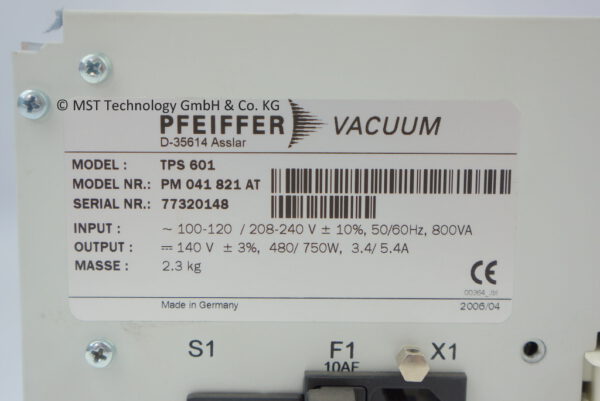 © MST Technology GmbH & Co. KG
PFEIFFER VACUUM
D-35614 Asslar
MODEL : TPS 601
MODEL NR.: PM 041 821 AT
SERIAL NR.: 77320148
INPUT : ~ 100-120 / 208-240 V ± 10%, 50/60Hz, 800VA
OUTPUT : ⎓ 140 V ± 3%, 480/ 750W, 3.4/ 5.4A
MASSE : 2.3 kg
CE
Made in Germany
2006/04
S1 F1 X1
10AF